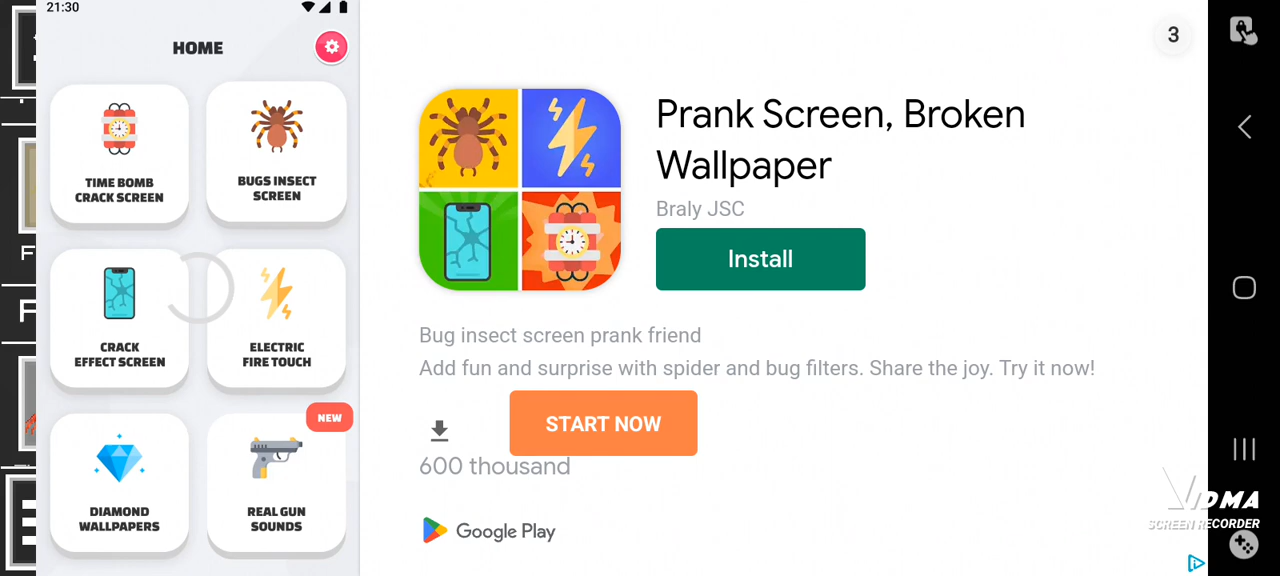 21:30
HOME
TIME BOMB
CRACK SCREEN
BUGS INSECT
SCREEN
CRACK
EFFECT SCREEN
ELECTRIC
FIRE TOUCH
NEW
DIAMOND
WALLPAPERS
REAL GUN
SOUNDS
3
Prank Screen, Broken
Wallpaper
Braly JSC
Install
Bug insect screen prank friend
Add fun and surprise with spider and bug filters. Share the joy. Try it now!
START NOW
600 thousand
Google Play
VIDMA
SCREEN RECORDER